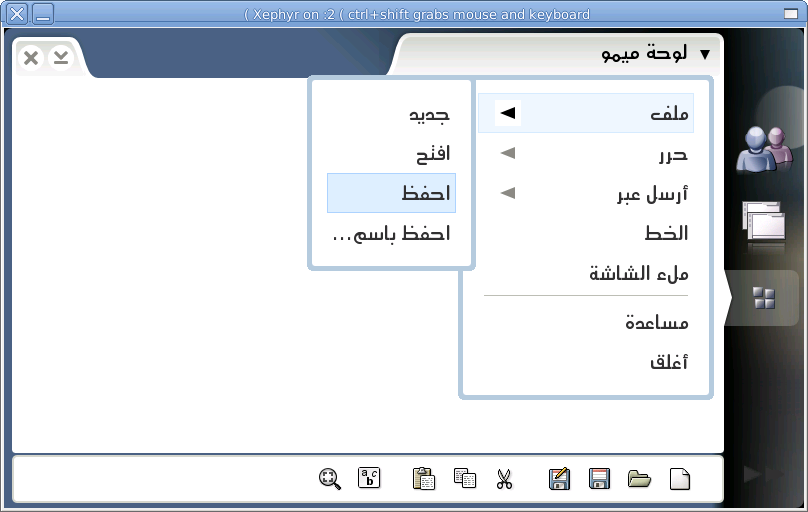 ( Xephyr on :2 ( ctrl+shift grabs mouse and keyboard
لوحة ميمو
ملف
حرر
أرسل عبر
الخط
ملء الشاشة
مساعدة
أغلق
جديد
افتح
احفظ
احفظ باسم...
a c
b